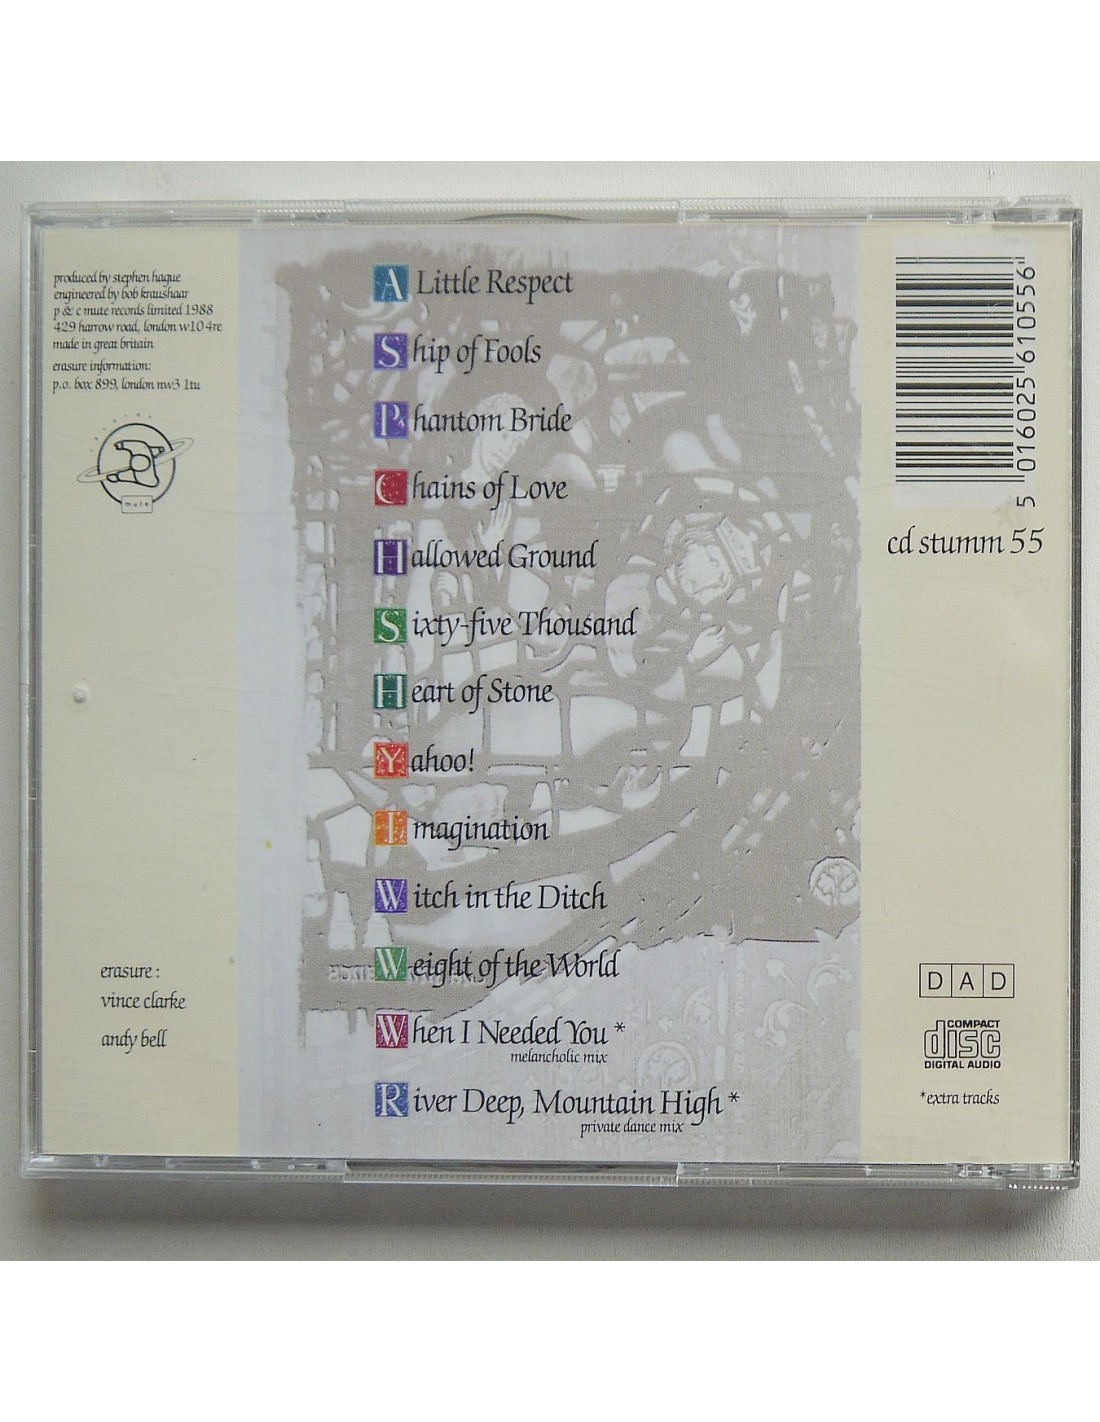 produced by stephen hague
engineered by bob kraushaar
p & c mute records limited 1988
429 harrow road, london w10 4re
made in great britain
erasure information:
p.o. box 899, london nw3 1tu
mute
A Little Respect
Ship of Fools
Phantom Bride
Chains of Love
Hallowed Ground
Sixty-five Thousand
Heart of Stone
Yahoo!
Imagination
Witch in the Ditch
Weight of the World
When I Needed You *
melancholic mix
River Deep, Mountain High *
private dance mix
erasure :
vince clarke
andy bell
5 016025 610556
cd stumm 55
DAD
COMPACT
disc
DIGITAL AUDIO
*extra tracks